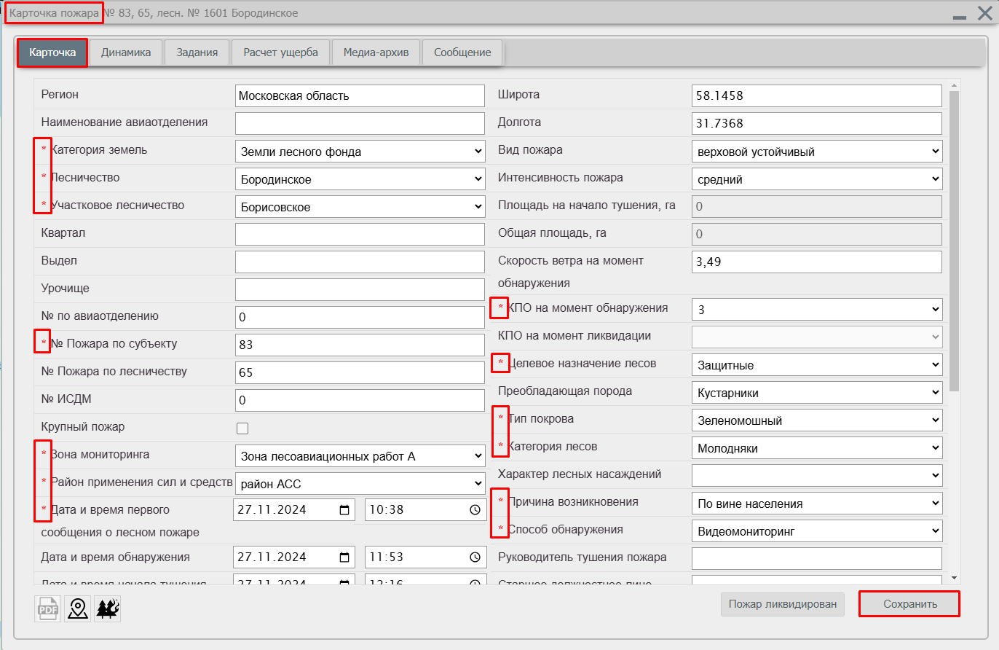 Карточка пожара № 83, 65, лесн. № 1601 Бородинское
Карточка Динамика Задания Расчет ущерба Медиа-архив Сообщение
Регион Московская область
Наименование авиаотделения
* Категория земель Земли лесного фонда
* Лесничество Бородинское
* Участковое лесничество Борисовское
Квартал
Выдел
Урочище
№ по авиаотделению 0
* № Пожара по субъекту 83
№ Пожара по лесничеству 65
№ ИСДМ 0
Крупный пожар
* Зона мониторинга Зона лесоавиационных работ А
* Район применения сил и средств район АСС
* Дата и время первого 27.11.2024 10:38
сообщения о лесном пожаре
Дата и время обнаружения 27.11.2024 11:53
Дата и время начала тушения 27.11.2024 12:16
Широта 58.1458
Долгота 31.7368
Вид пожара верховой устойчивый
Интенсивность пожара средний
Площадь на начало тушения, га 0
Общая площадь, га 0
Скорость ветра на момент 3,49
обнаружения
* КПО на момент обнаружения 3
КПО на момент ликвидации
* Целевое назначение лесов Защитные
Преобладающая порода Кустарники
* Тип покрова Зеленомошный
* Категория лесов Молодняки
Характер лесных насаждений
* Причина возникновения По вине населения
* Способ обнаружения Видеомониторинг
Руководитель тушения пожара
Старшее должностное лицо
PDF
Пожар ликвидирован Сохранить